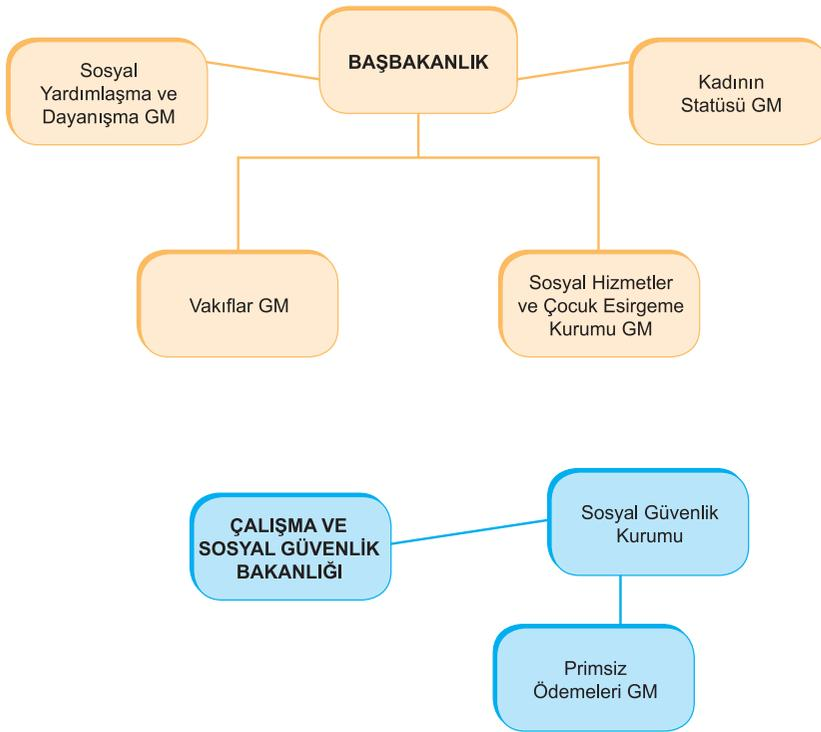 BAŞBAKANLIK
Sosyal
Yardımlaşma ve
Dayanışma GM
Kadının
Statüsü GM
Vakıflar GM
Sosyal Hizmetler
ve Çocuk Esirgeme
Kurumu GM
ÇALIŞMA VE
SOSYAL GÜVENLİK
BAKANLIĞI
Sosyal Güvenlik
Kurumu
Primsiz
Ödemeleri GM